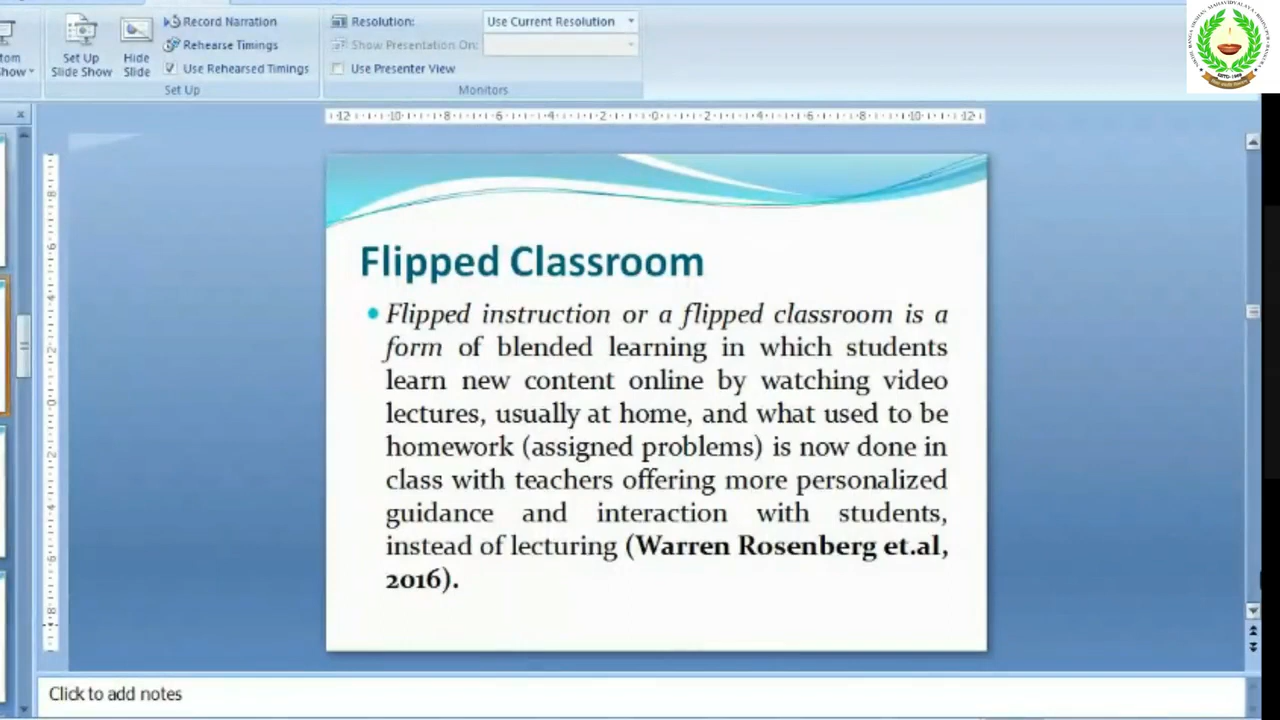 Record Narration
Rehearse Timings
Use Rehearsed Timings
Set Up
Slide Show
Hide
Slide
Set Up
Resolution:
Use Current Resolution
Show Presentation On:
Use Presenter View
Monitors
Flipped Classroom
Flipped instruction or a flipped classroom is a
form of blended learning in which students
learn new content online by watching video
lectures, usually at home, and what used to be
homework (assigned problems) is now done in
class with teachers offering more personalized
guidance and interaction with students,
instead of lecturing (Warren Rosenberg et.al,
2016).
Click to add notes